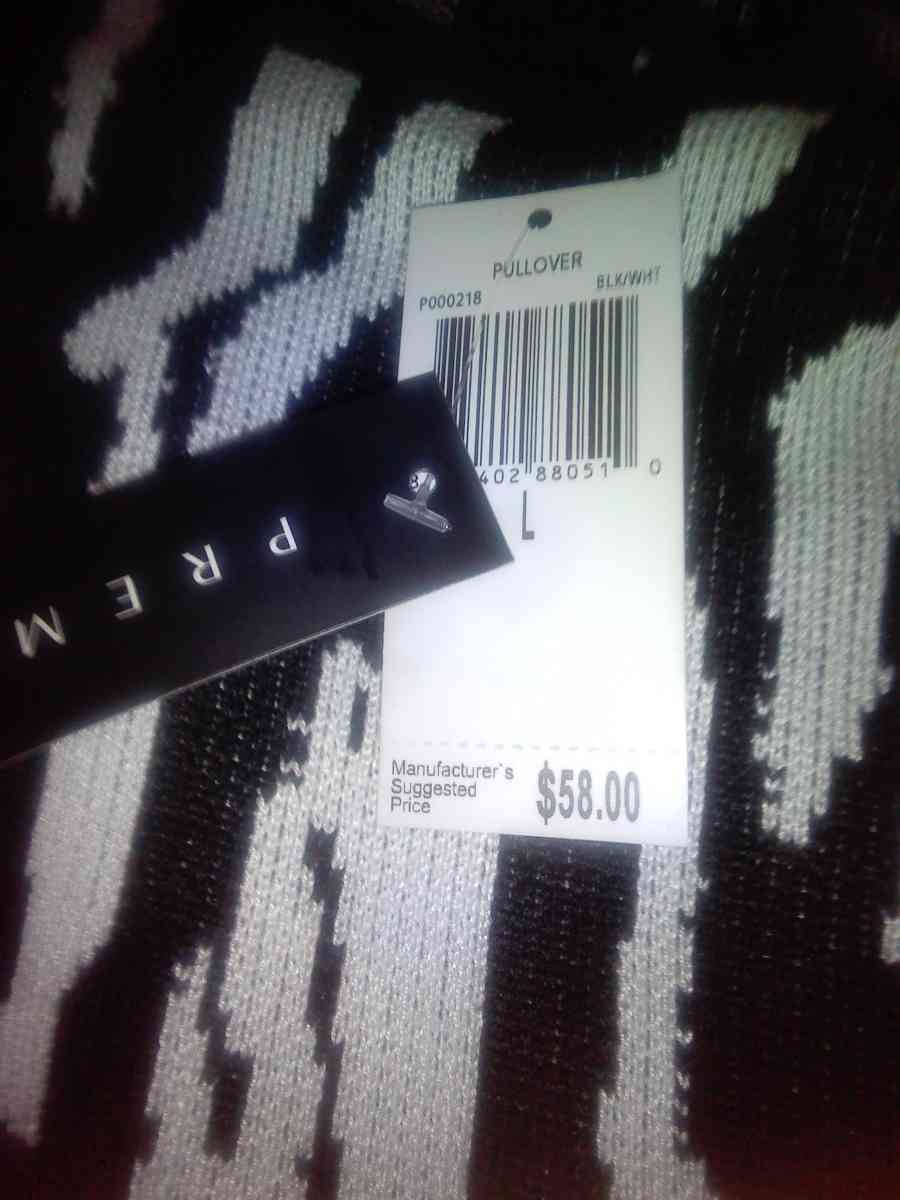 PULLOVER
BLK/WHT
P000218
402 88051 0
L
PREM
Manufacturer`s
Suggested
Price
$58.00